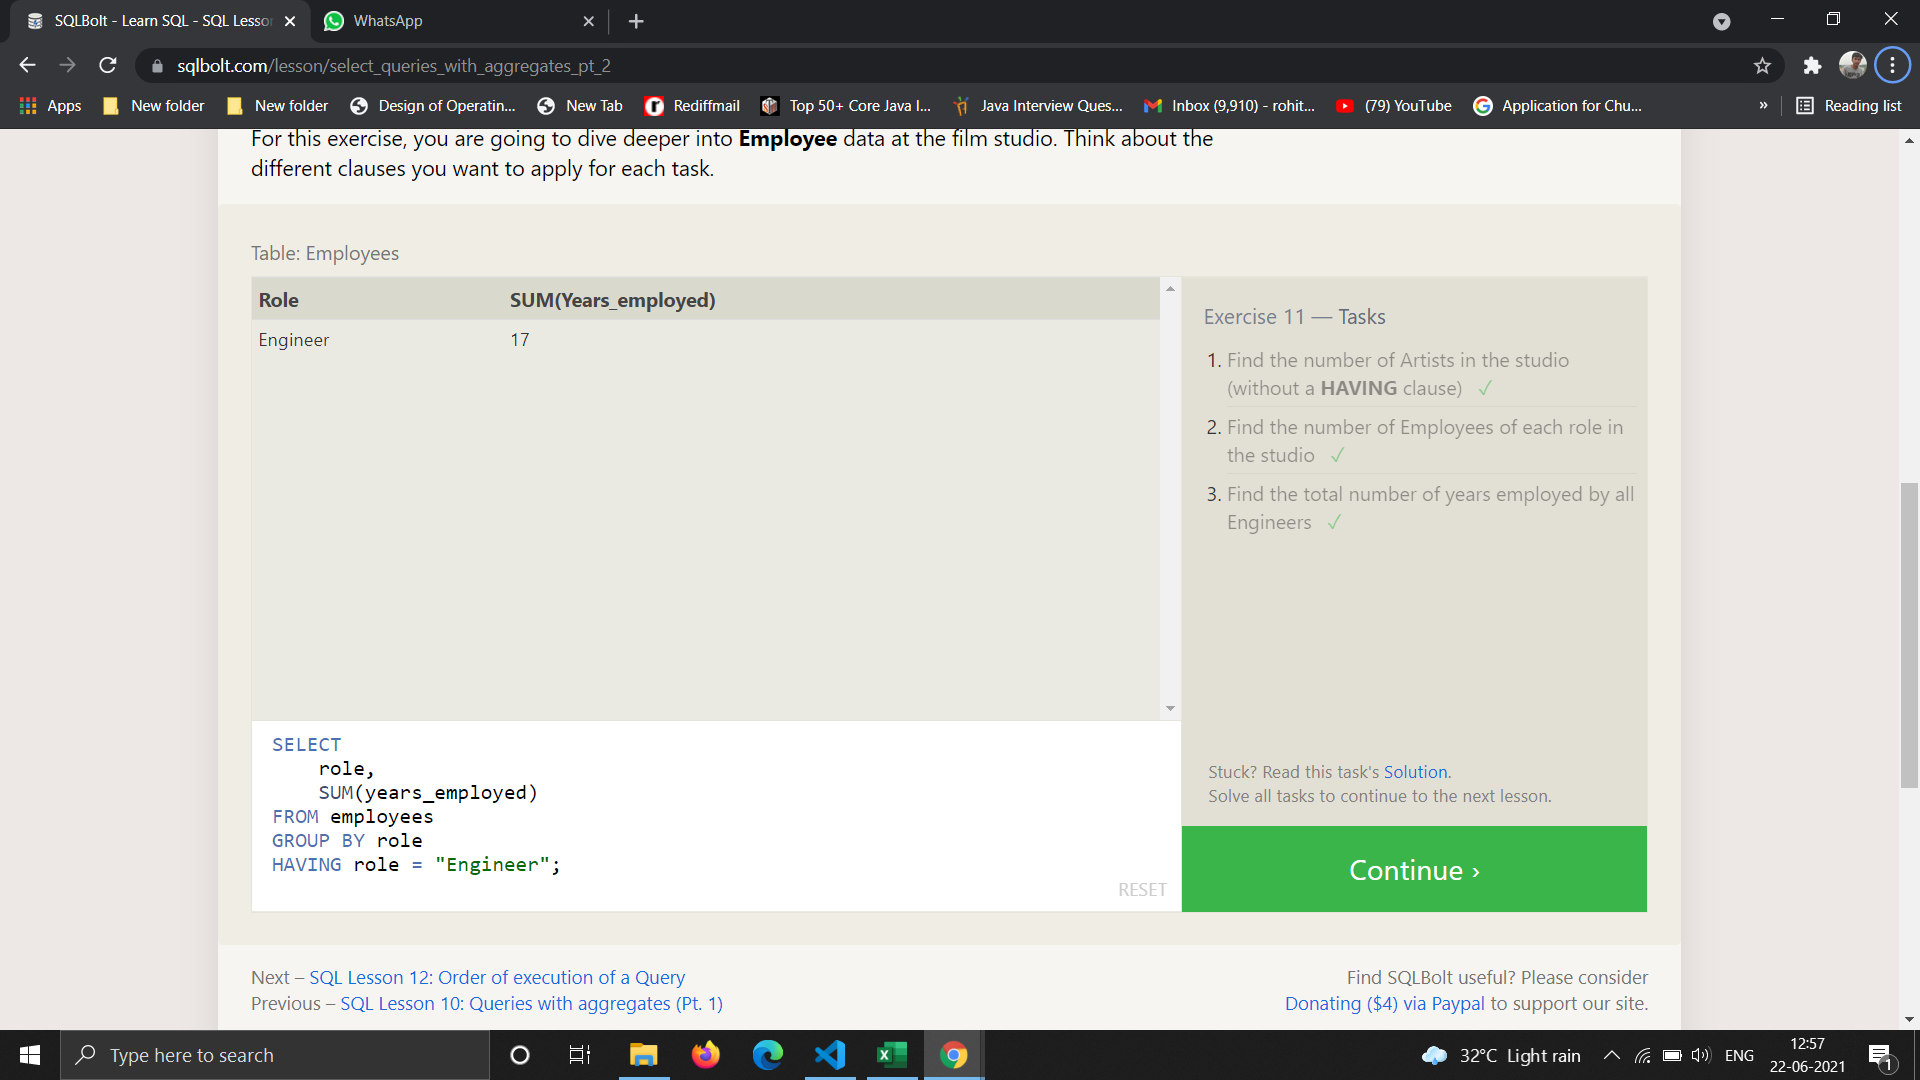 SQLBolt - Learn SQL - SQL Lesson
WhatsApp
sqlbolt.com/lesson/select_queries_with_aggregates_pt_2
Apps
New folder
New folder
Design of Operatin...
New Tab
Rediffmail
Top 50+ Core Java I...
Java Interview Ques...
Inbox (9,910) - rohit...
(79) YouTube
Application for Chu...
»
Reading list
For this exercise, you are going to dive deeper into Employee data at the film studio. Think about the
different clauses you want to apply for each task.
Table: Employees
Role SUM(Years_employed)
Engineer 17
Exercise 11 — Tasks
1. Find the number of Artists in the studio
(without a HAVING clause) ✓
2. Find the number of Employees of each role in
the studio ✓
3. Find the total number of years employed by all
Engineers ✓
Stuck? Read this task's Solution.
Solve all tasks to continue to the next lesson.
Continue ›
SELECT
role,
SUM(years_employed)
FROM employees
GROUP BY role
HAVING role = "Engineer";
RESET
Next – SQL Lesson 12: Order of execution of a Query
Previous – SQL Lesson 10: Queries with aggregates (Pt. 1)
Find SQLBolt useful? Please consider
Donating ($4) via Paypal to support our site.
Type here to search
32°C Light rain
ENG
12:57
22-06-2021
1